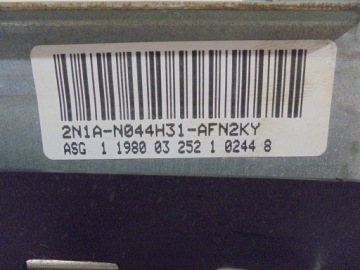 2N1A-N044H31-AFN2KY
ASG 1 1980 03 252 1 0244 8